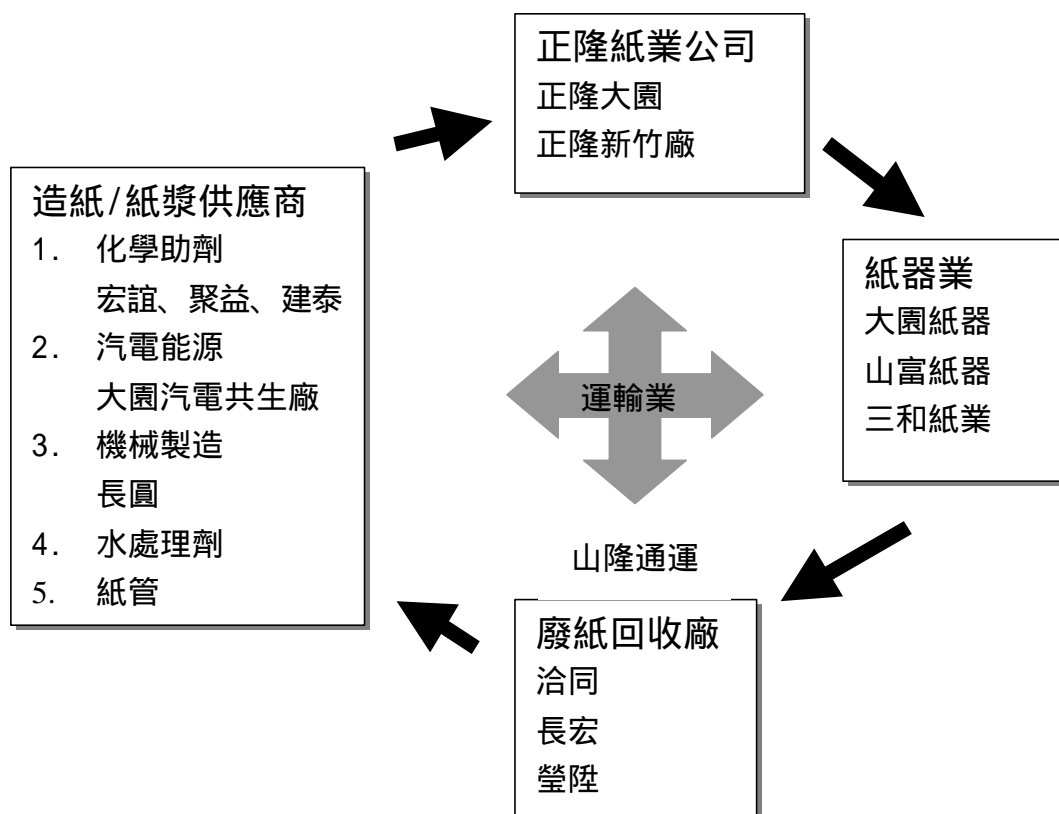 正隆紙業公司
正隆大園
正隆新竹廠
造紙/紙漿供應商
1. 化學助劑
宏誼、聚益、建泰
2. 汽電能源
大園汽電共生廠
3. 機械製造
長圓
4. 水處理劑
5. 紙管
紙器業
大園紙器
山富紙器
三和紙業
運輸業
山隆通運
廢紙回收廠
洽同
長宏
瑩陞